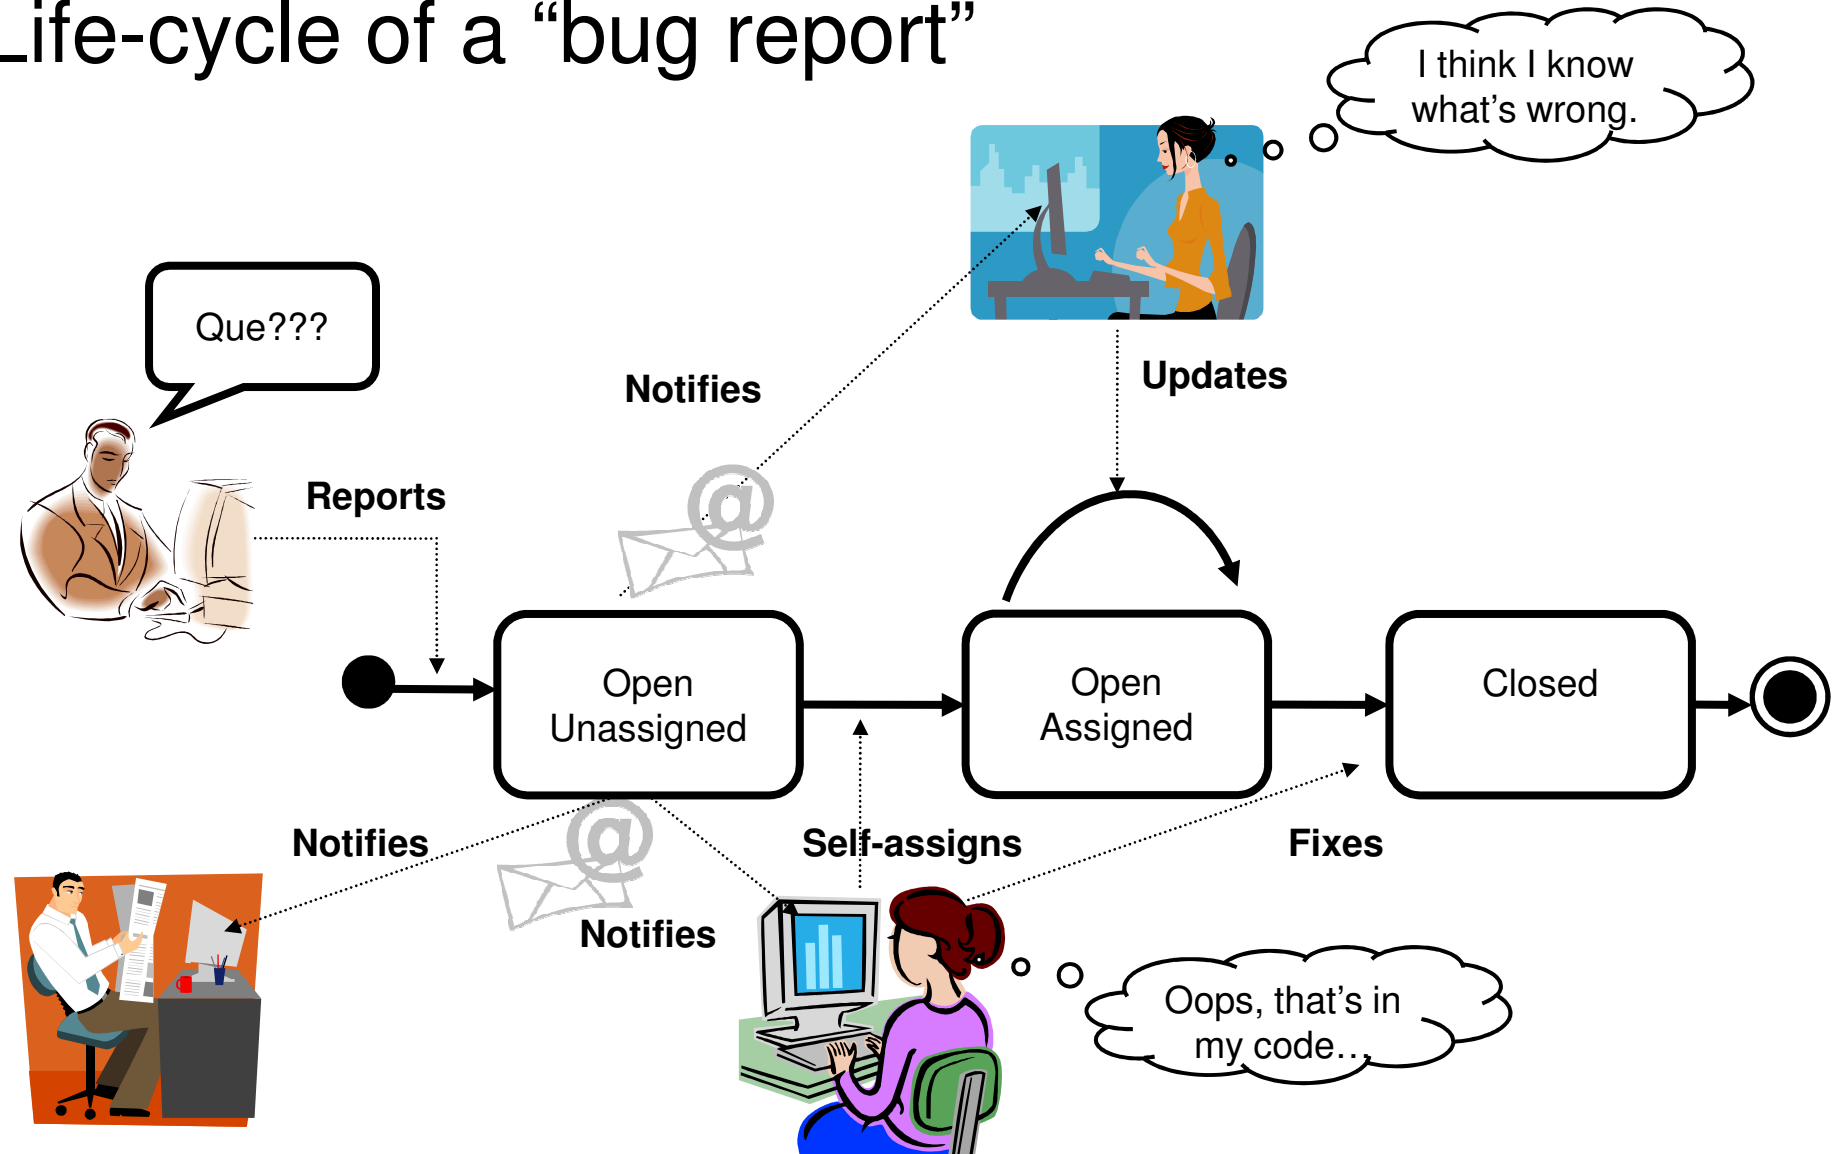 Life-cycle of a “bug report”
I think I know
what’s wrong.
Que???
Notifies
Updates
Reports
Open
Unassigned
Open
Assigned
Closed
Notifies
Self-assigns
Fixes
Notifies
Oops, that’s in
my code…